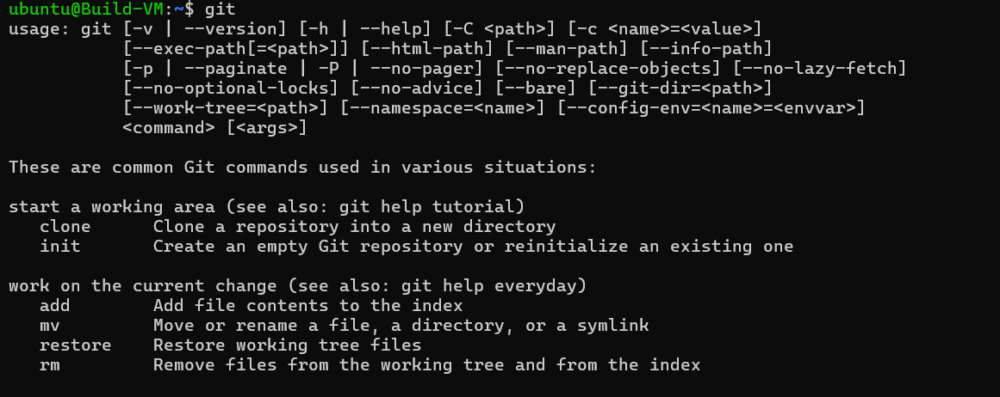 ubuntu@Build-VM:~$ git
usage: git [-v | --version] [-h | --help] [-C <path>] [-c <name>=<value>]
           [--exec-path[=<path>]] [--html-path] [--man-path] [--info-path]
           [-p | --paginate | -P | --no-pager] [--no-replace-objects] [--no-lazy-fetch]
           [--no-optional-locks] [--no-advice] [--bare] [--git-dir=<path>]
           [--work-tree=<path>] [--namespace=<name>] [--config-env=<name>=<envvar>]
           <command> [<args>]

These are common Git commands used in various situations:

start a working area (see also: git help tutorial)
   clone      Clone a repository into a new directory
   init       Create an empty Git repository or reinitialize an existing one

work on the current change (see also: git help everyday)
   add        Add file contents to the index
   mv         Move or rename a file, a directory, or a symlink
   restore    Restore working tree files
   rm         Remove files from the working tree and from the index